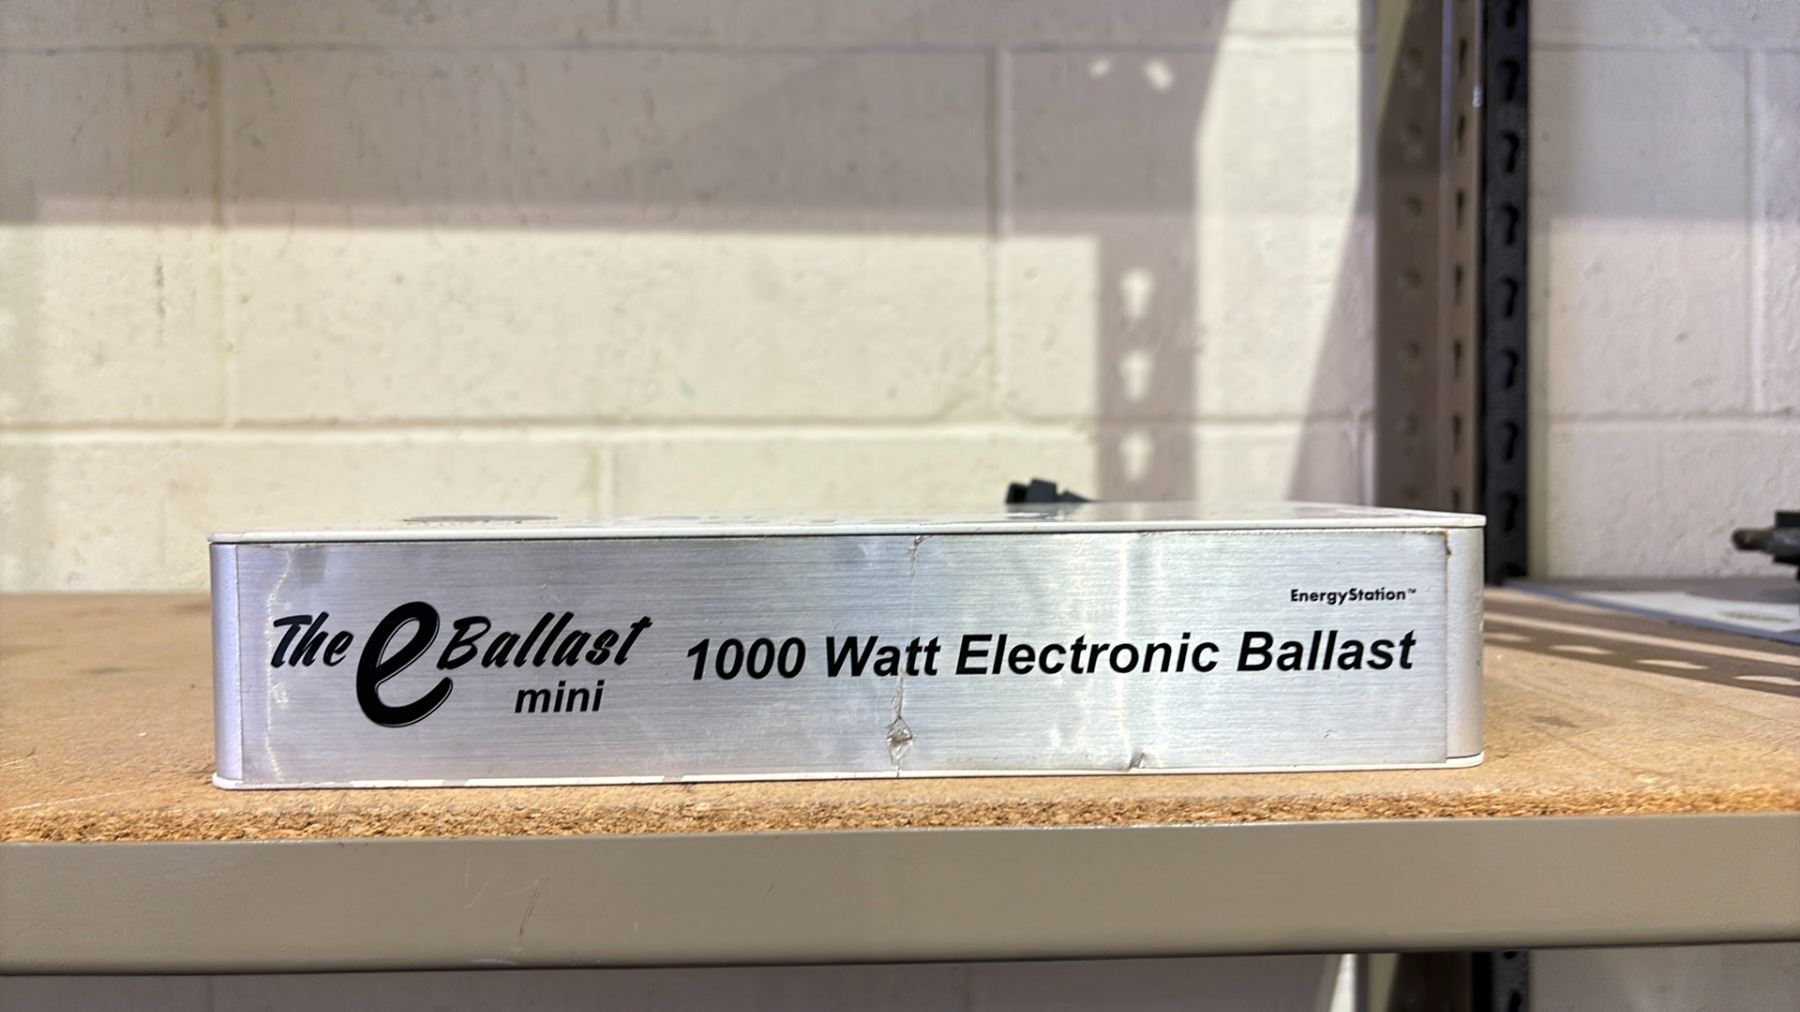 EnergyStation™
The e Ballast
mini
1000 Watt Electronic Ballast